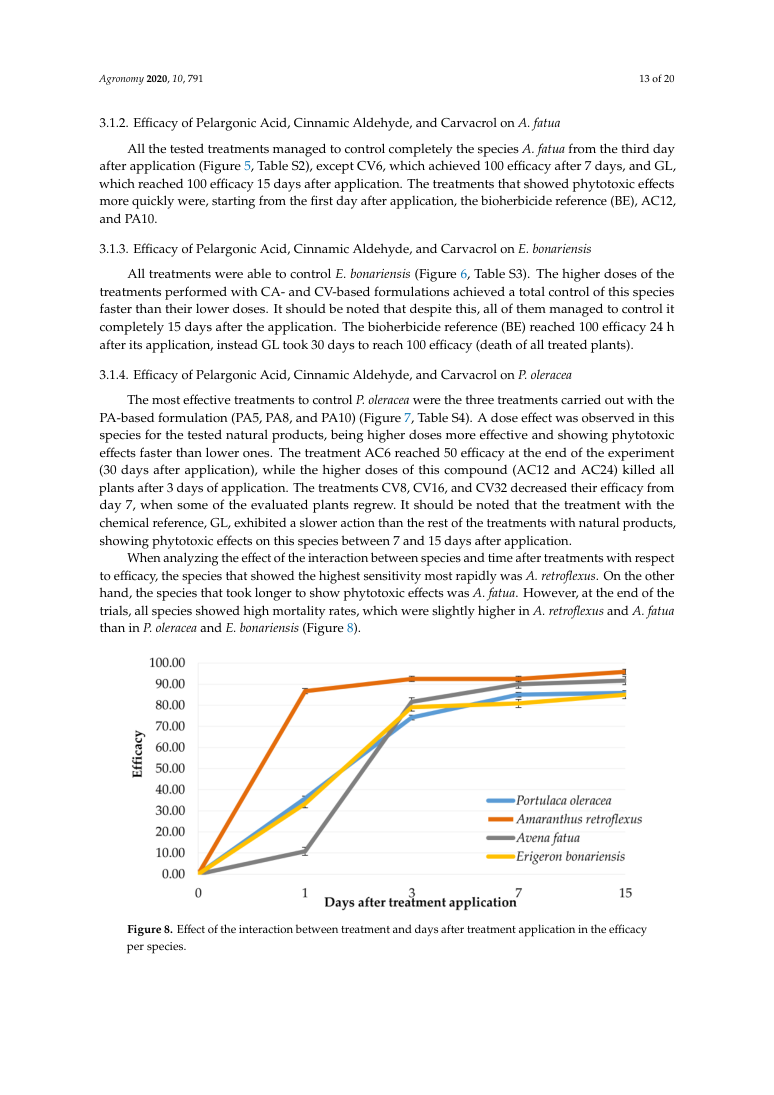 Agronomy 2020, 10, 791
13 of 20
3.1.2. Efficacy of Pelargonic Acid, Cinnamic Aldehyde, and Carvacrol on A. fatua
All the tested treatments managed to control completely the species A. fatua from the third day
after application (Figure 5, Table S2), except CV6, which achieved 100 efficacy after 7 days, and GL,
which reached 100 efficacy 15 days after application. The treatments that showed phytotoxic effects
more quickly were, starting from the first day after application, the bioherbicide reference (BE), AC12,
and PA10.
3.1.3. Efficacy of Pelargonic Acid, Cinnamic Aldehyde, and Carvacrol on E. bonariensis
All treatments were able to control E. bonariensis (Figure 6, Table S3). The higher doses of the
treatments performed with CA- and CV-based formulations achieved a total control of this species
faster than their lower doses. It should be noted that despite this, all of them managed to control it
completely 15 days after the application. The bioherbicide reference (BE) reached 100 efficacy 24 h
after its application, instead GL took 30 days to reach 100 efficacy (death of all treated plants).
3.1.4. Efficacy of Pelargonic Acid, Cinnamic Aldehyde, and Carvacrol on P. oleracea
The most effective treatments to control P. oleracea were the three treatments carried out with the
PA-based formulation (PA5, PA8, and PA10) (Figure 7, Table S4). A dose effect was observed in this
species for the tested natural products, being higher doses more effective and showing phytotoxic
effects faster than lower ones. The treatment AC6 reached 50 efficacy at the end of the experiment
(30 days after application), while the higher doses of this compound (AC12 and AC24) killed all
plants after 3 days of application. The treatments CV8, CV16, and CV32 decreased their efficacy from
day 7, when some of the evaluated plants regrew. It should be noted that the treatment with the
chemical reference, GL, exhibited a slower action than the rest of the treatments with natural products,
showing phytotoxic effects on this species between 7 and 15 days after application.
When analyzing the effect of the interaction between species and time after treatments with respect
to efficacy, the species that showed the highest sensitivity most rapidly was A. retroflexus. On the other
hand, the species that took longer to show phytotoxic effects was A. fatua. However, at the end of the
trials, all species showed high mortality rates, which were slightly higher in A. retroflexus and A. fatua
than in P. oleracea and E. bonariensis (Figure 8).
100.00
90.00
80.00
70.00
60.00
50.00
40.00
30.00
20.00
10.00
0.00
Efficacy
Portulaca oleracea
Amaranthus retroflexus
Avena fatua
Erigeron bonariensis
0 1 3 7 15
Days after treatment application
Figure 8. Effect of the interaction between treatment and days after treatment application in the efficacy
per species.